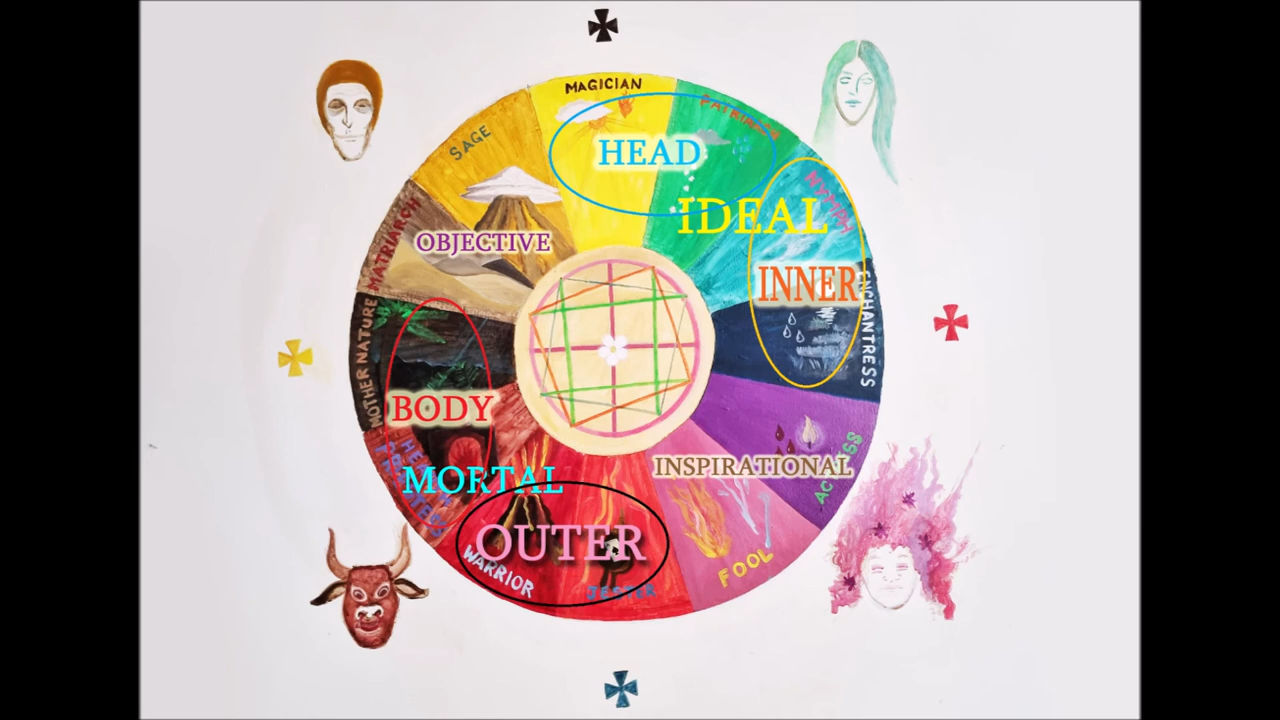 MAGICIAN
PATRIARCH
SAGE
HEAD
NYMPH
IDEAL
MATRIARCH
OBJECTIVE
INNER
ENCHANTRESS
MOTHER NATURE
BODY
INSPIRATIONAL
ACTRESS
MORTAL
OUTER
WARRIOR
FOOL
JESTER